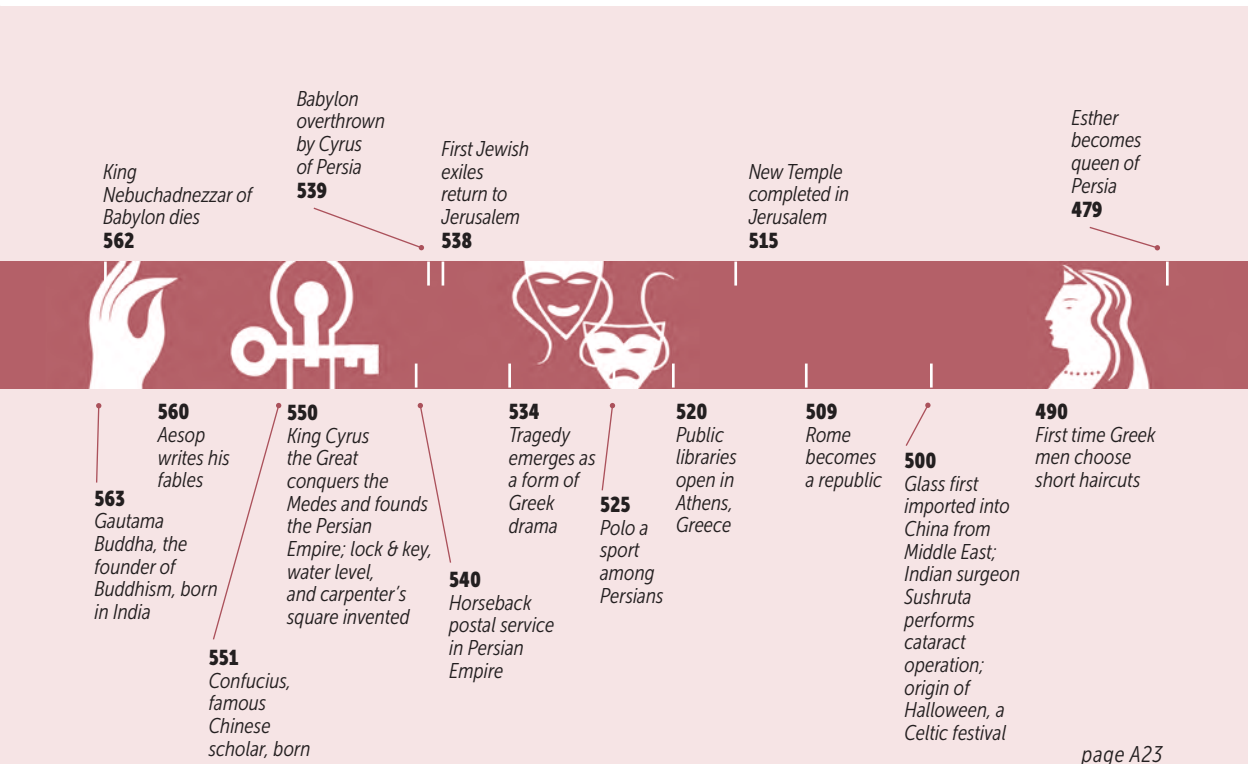 King
Nebuchadnezzar of
Babylon dies
562
Babylon
overthrown
by Cyrus
of Persia
539
First Jewish
exiles
return to
Jerusalem
538
New Temple
completed in
Jerusalem
515
Esther
becomes
queen of
Persia
479
563
Gautama
Buddha, the
founder of
Buddhism, born
in India
560
Aesop
writes his
fables
551
Confucius,
famous
Chinese
scholar, born
550
King Cyrus
the Great
conquers the
Medes and founds
the Persian
Empire; lock & key,
water level,
and carpenter's
square invented
540
Horseback
postal service
in Persian
Empire
534
Tragedy
emerges as
a form of
Greek
drama
525
Polo a
sport
among
Persians
520
Public
libraries
open in
Athens,
Greece
509
Rome
becomes
a republic
500
Glass first
imported into
China from
Middle East;
Indian surgeon
Sushruta
performs
cataract
operation;
origin of
Halloween, a
Celtic festival
490
First time Greek
men choose
short haircuts
page A23